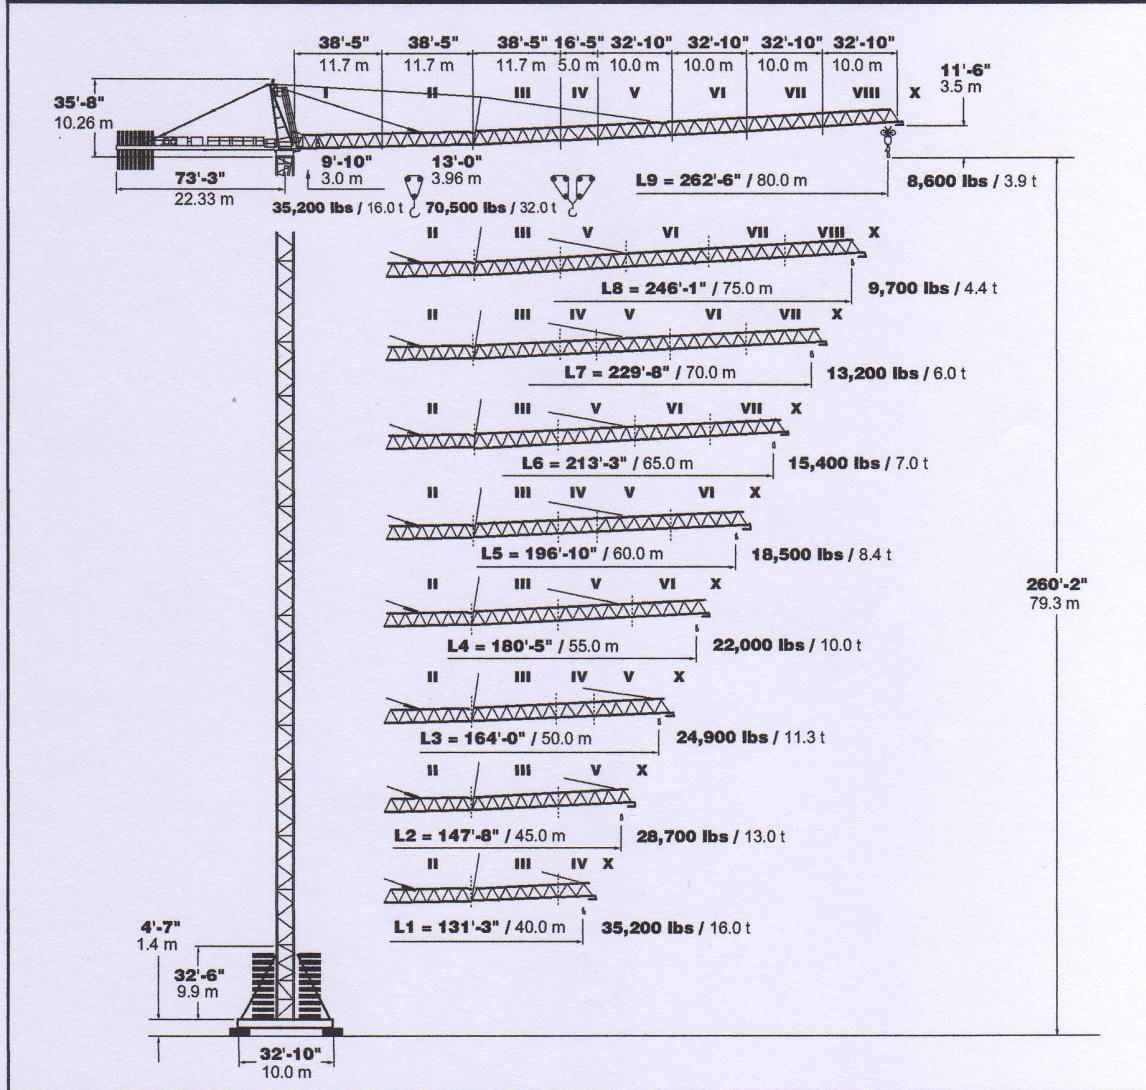 38'-5" 38'-5" 38'-5" 16'-5" 32'-10" 32'-10" 32'-10" 32'-10"
11.7 m 11.7 m 11.7 m 5.0 m 10.0 m 10.0 m 10.0 m 10.0 m
11'-6"
3.5 m
I II III IV V VI VII VIII X
35'-8"
10.26 m
9'-10" 13'-0"
3.0 m 3.96 m
73'-3"
22.33 m
35,200 lbs / 16.0 t 70,500 lbs / 32.0 t
L9 = 262'-6" / 80.0 m 8,600 lbs / 3.9 t
II III V VI VII VIII X
L8 = 246'-1" / 75.0 m 9,700 lbs / 4.4 t
II III IV V VI VII X
L7 = 229'-8" / 70.0 m 13,200 lbs / 6.0 t
II III V VI VII X
L6 = 213'-3" / 65.0 m 15,400 lbs / 7.0 t
II III IV V VI X
L5 = 196'-10" / 60.0 m 18,500 lbs / 8.4 t
II III V VI X
L4 = 180'-5" / 55.0 m 22,000 lbs / 10.0 t
260'-2"
79.3 m
II III IV V X
L3 = 164'-0" / 50.0 m 24,900 lbs / 11.3 t
II III V X
L2 = 147'-8" / 45.0 m 28,700 lbs / 13.0 t
II III IV X
L1 = 131'-3" / 40.0 m 35,200 lbs / 16.0 t
4'-7"
1.4 m
32'-6"
9.9 m
32'-10"
10.0 m